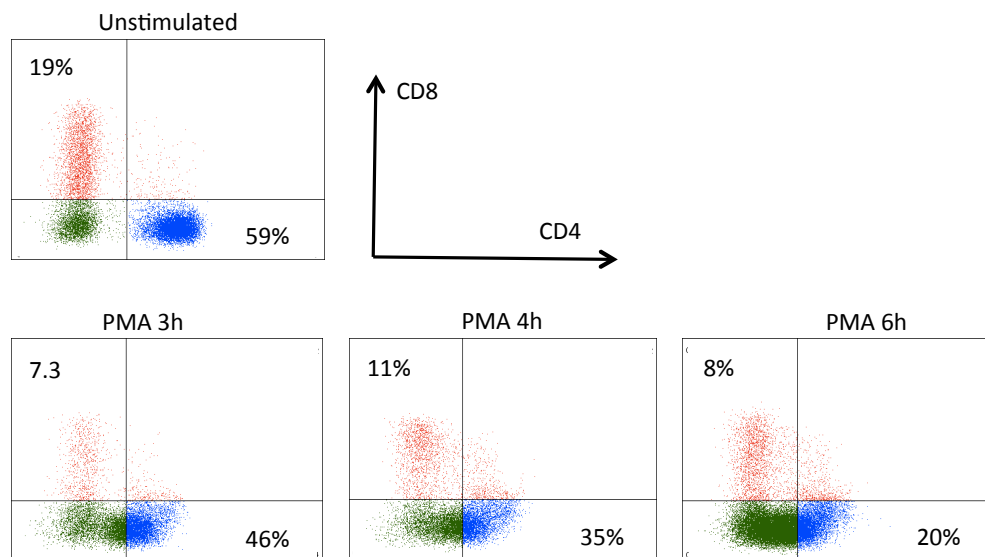 Unstimulated
19%
59%
CD8
CD4
PMA 3h
7.3
46%
PMA 4h
11%
35%
PMA 6h
8%
20%